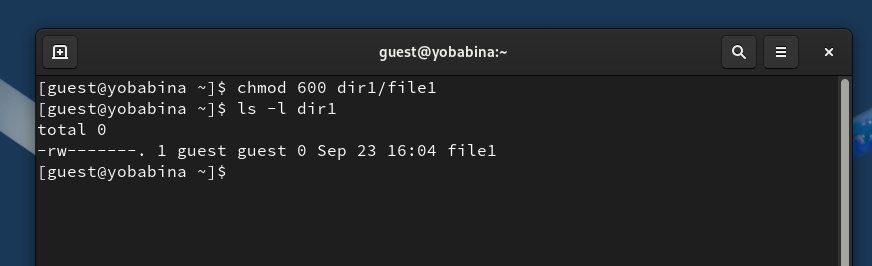 guest@yobabina:~
[guest@yobabina ~]$ chmod 600 dir1/file1
[guest@yobabina ~]$ ls -l dir1
total 0
-rw-------. 1 guest guest 0 Sep 23 16:04 file1
[guest@yobabina ~]$